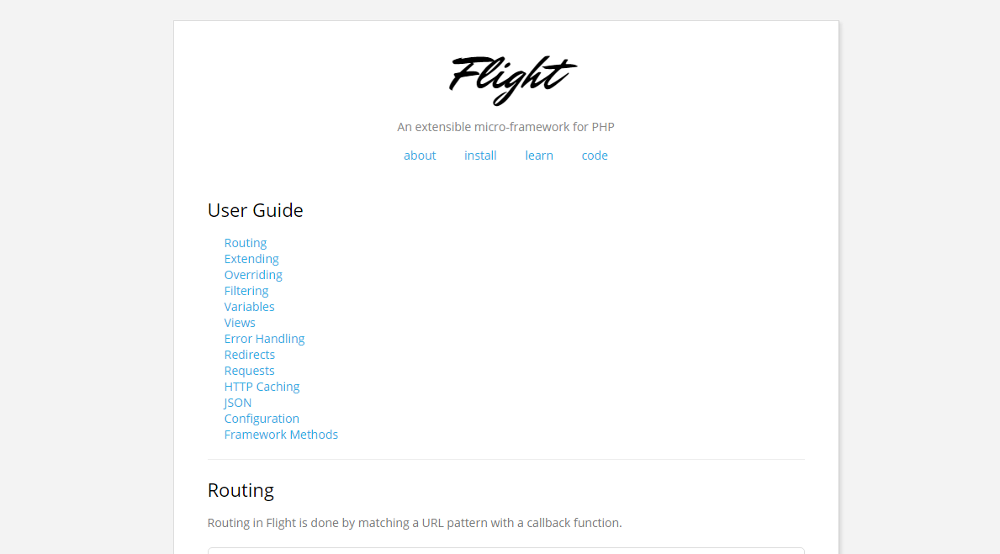 Flight
An extensible micro-framework for PHP
about install learn code
User Guide
Routing
Extending
Overriding
Filtering
Variables
Views
Error Handling
Redirects
Requests
HTTP Caching
JSON
Configuration
Framework Methods
Routing
Routing in Flight is done by matching a URL pattern with a callback function.